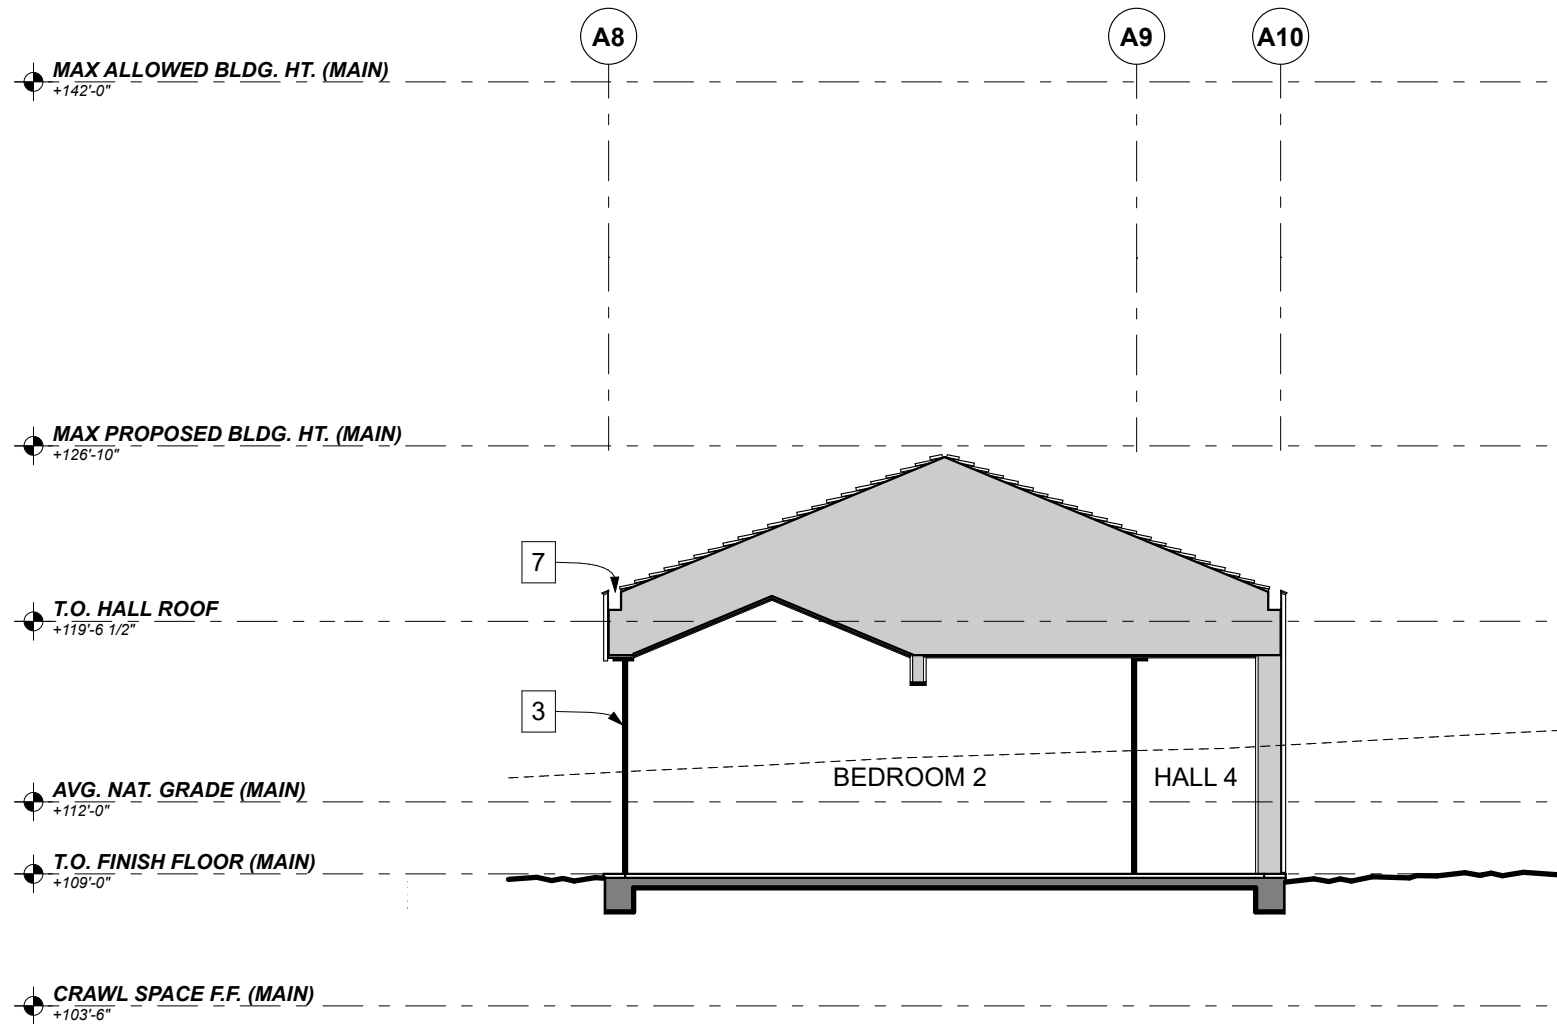 A8
A9
A10
MAX ALLOWED BLDG. HT. (MAIN)
+142'-0"
MAX PROPOSED BLDG. HT. (MAIN)
+126'-10"
7
T.O. HALL ROOF
+119'-6 1/2"
3
BEDROOM 2
HALL 4
AVG. NAT. GRADE (MAIN)
+112'-0"
T.O. FINISH FLOOR (MAIN)
+109'-0"
CRAWL SPACE F.F. (MAIN)
+103'-6"